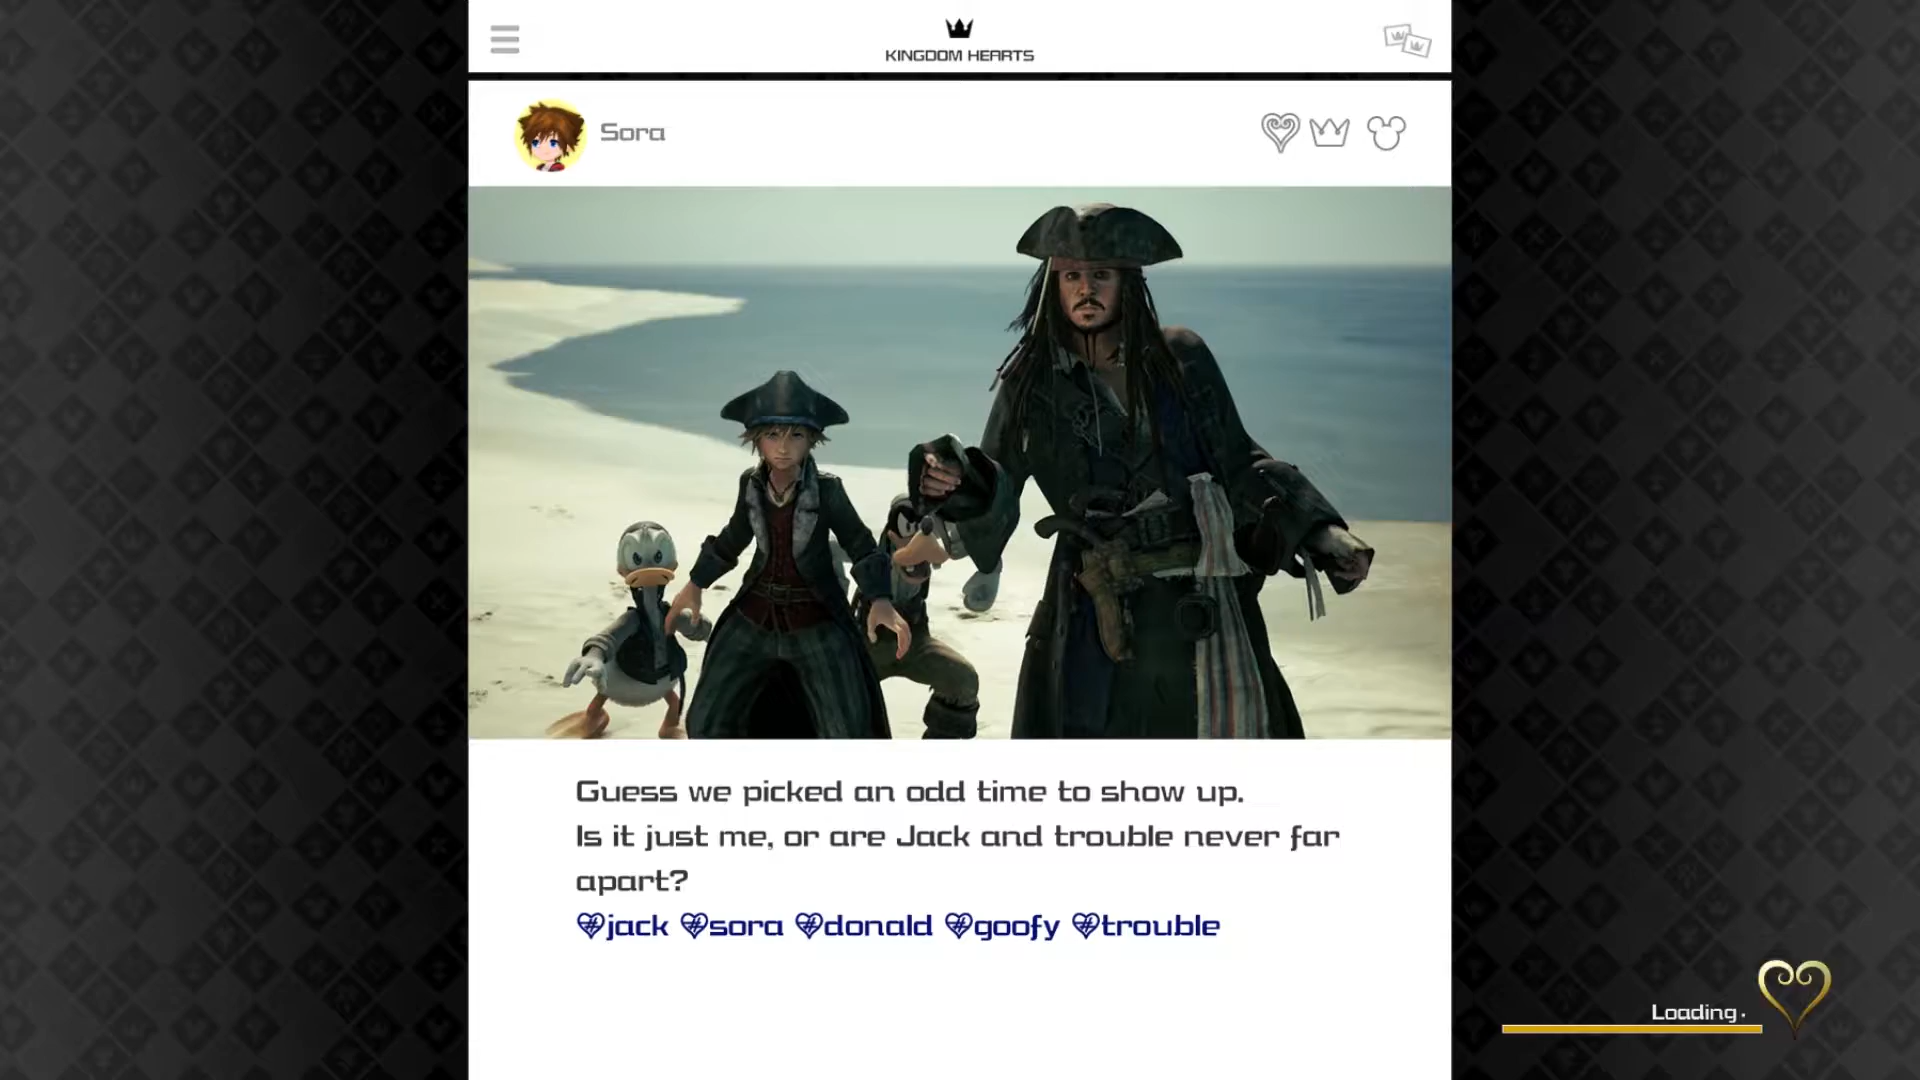 KINGDOM HEARTS
Sora
Guess we picked an odd time to show up.
Is it just me, or are Jack and trouble never far
apart?
#jack #sora #donald #goofy #trouble
Loading.